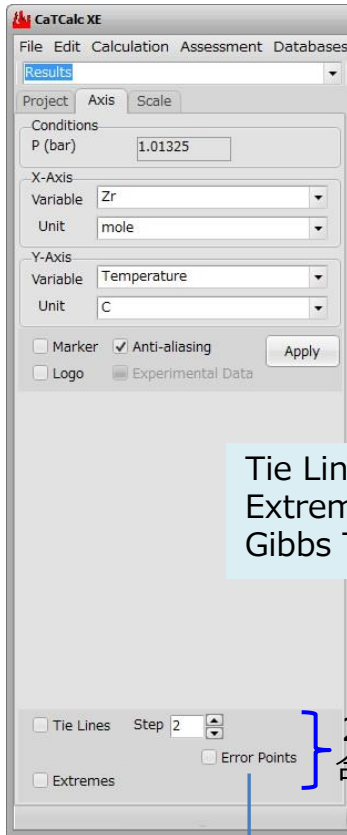 CaTCalc XE
File Edit Calculation Assessment Databases
Results
Project Axis Scale
Conditions
P (bar) 1.01325
X-Axis
Variable Zr
Unit mole
Y-Axis
Variable Temperature
Unit C
Marker Anti-aliasing Apply
Logo Experimental Data
Tie Lin
Extrem
Gibbs
Tie Lines Step 2
Error Points
Extremes